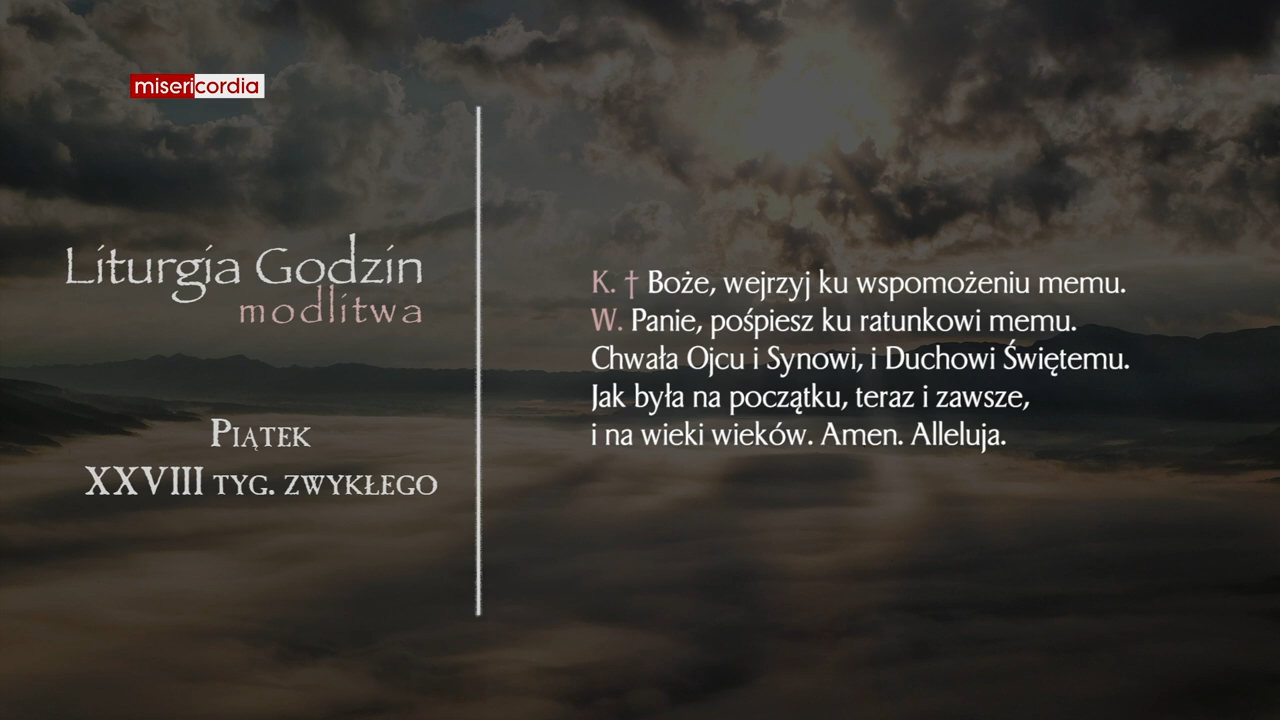 misericordia
Liturgia Godzin
modlitwa
Piątek
XXVIII tyg. zwykłego
K. † Boże, wejrzyj ku wspomożeniu memu.
W. Panie, pośpiesz ku ratunkowi memu.
Chwała Ojcu i Synowi, i Duchowi Świętemu.
Jak była na początku, teraz i zawsze,
i na wieki wieków. Amen. Alleluja.